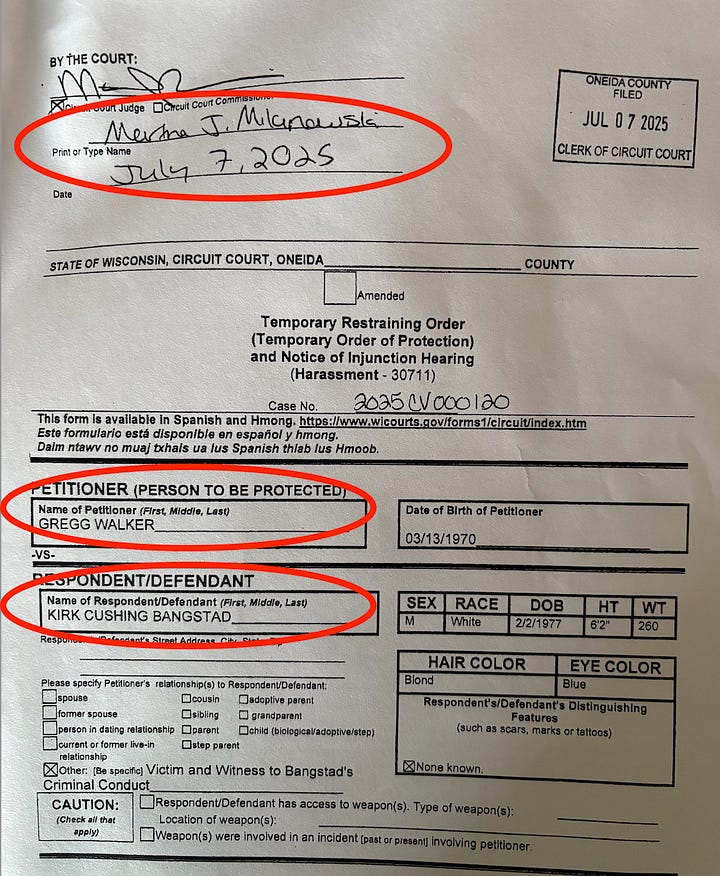 BY THE COURT:
☒ Circuit Court Judge ☐ Circuit Court Commissioner
Martha J. Milanowski
Print or Type Name
July 7, 2025
Date
ONEIDA COUNTY
FILED
JUL 07 2025
CLERK OF CIRCUIT COURT
STATE OF WISCONSIN, CIRCUIT COURT, ONEIDA COUNTY
☐ Amended
Temporary Restraining Order
(Temporary Order of Protection)
and Notice of Injunction Hearing
(Harassment - 30711)
Case No. 2025CV000120
This form is available in Spanish and Hmong. https://www.wicourts.gov/forms1/circuit/index.htm
Este formulario está disponible en español y hmong.
Daim ntawv no muaj txhais ua lus Spanish thiab lus Hmoob.
PETITIONER (PERSON TO BE PROTECTED)
Name of Petitioner (First, Middle, Last)
GREGG WALKER
Date of Birth of Petitioner
03/13/1970
-VS-
RESPONDENT/DEFENDANT
Name of Respondent/Defendant (First, Middle, Last)
KIRK CUSHING BANGSTAD
SEX RACE DOB HT WT
M White 2/2/1977 6'2" 260
Respondent/Defendant's Street Address, City, State, Zip
HAIR COLOR EYE COLOR
Blond Blue
Respondent's/Defendant's Distinguishing
Features
(such as scars, marks or tattoos)
☒ None known.
Please specify Petitioner's relationship(s) to Respondent/Defendant:
☐ spouse ☐ cousin ☐ adoptive parent
☐ former spouse ☐ sibling ☐ grandparent
☐ person in dating relationship ☐ parent ☐ child (biological/adoptive/step)
☐ current or former live-in ☐ step parent
relationship
☒ Other: [Be specific] Victim and Witness to Bangstad's
Criminal Conduct
CAUTION:
(Check all that
apply)
☐ Respondent/Defendant has access to weapon(s). Type of weapon(s):
Location of weapon(s):
☐ Weapon(s) were involved in an incident [past or present] involving petitioner.